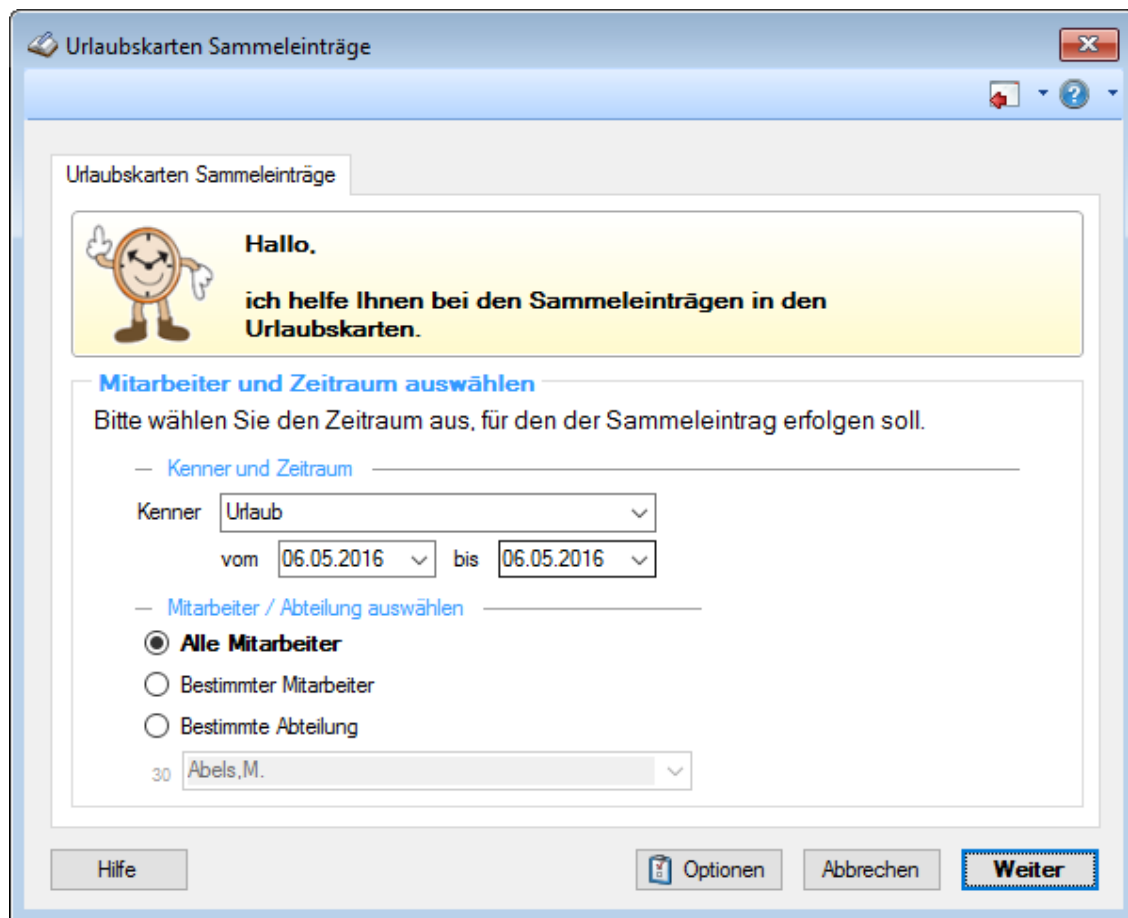 Urlaubskarten Sammeleinträge
Urlaubskarten Sammeleinträge
Hallo,
ich helfe Ihnen bei den Sammeleinträgen in den
Urlaubskarten.
Mitarbeiter und Zeitraum auswählen
Bitte wählen Sie den Zeitraum aus, für den der Sammeleintrag erfolgen soll.
Kenner und Zeitraum
Kenner Urlaub
vom 06.05.2016 bis 06.05.2016
Mitarbeiter / Abteilung auswählen
Alle Mitarbeiter
Bestimmter Mitarbeiter
Bestimmte Abteilung
30 Abels,M.
Hilfe Optionen Abbrechen Weiter